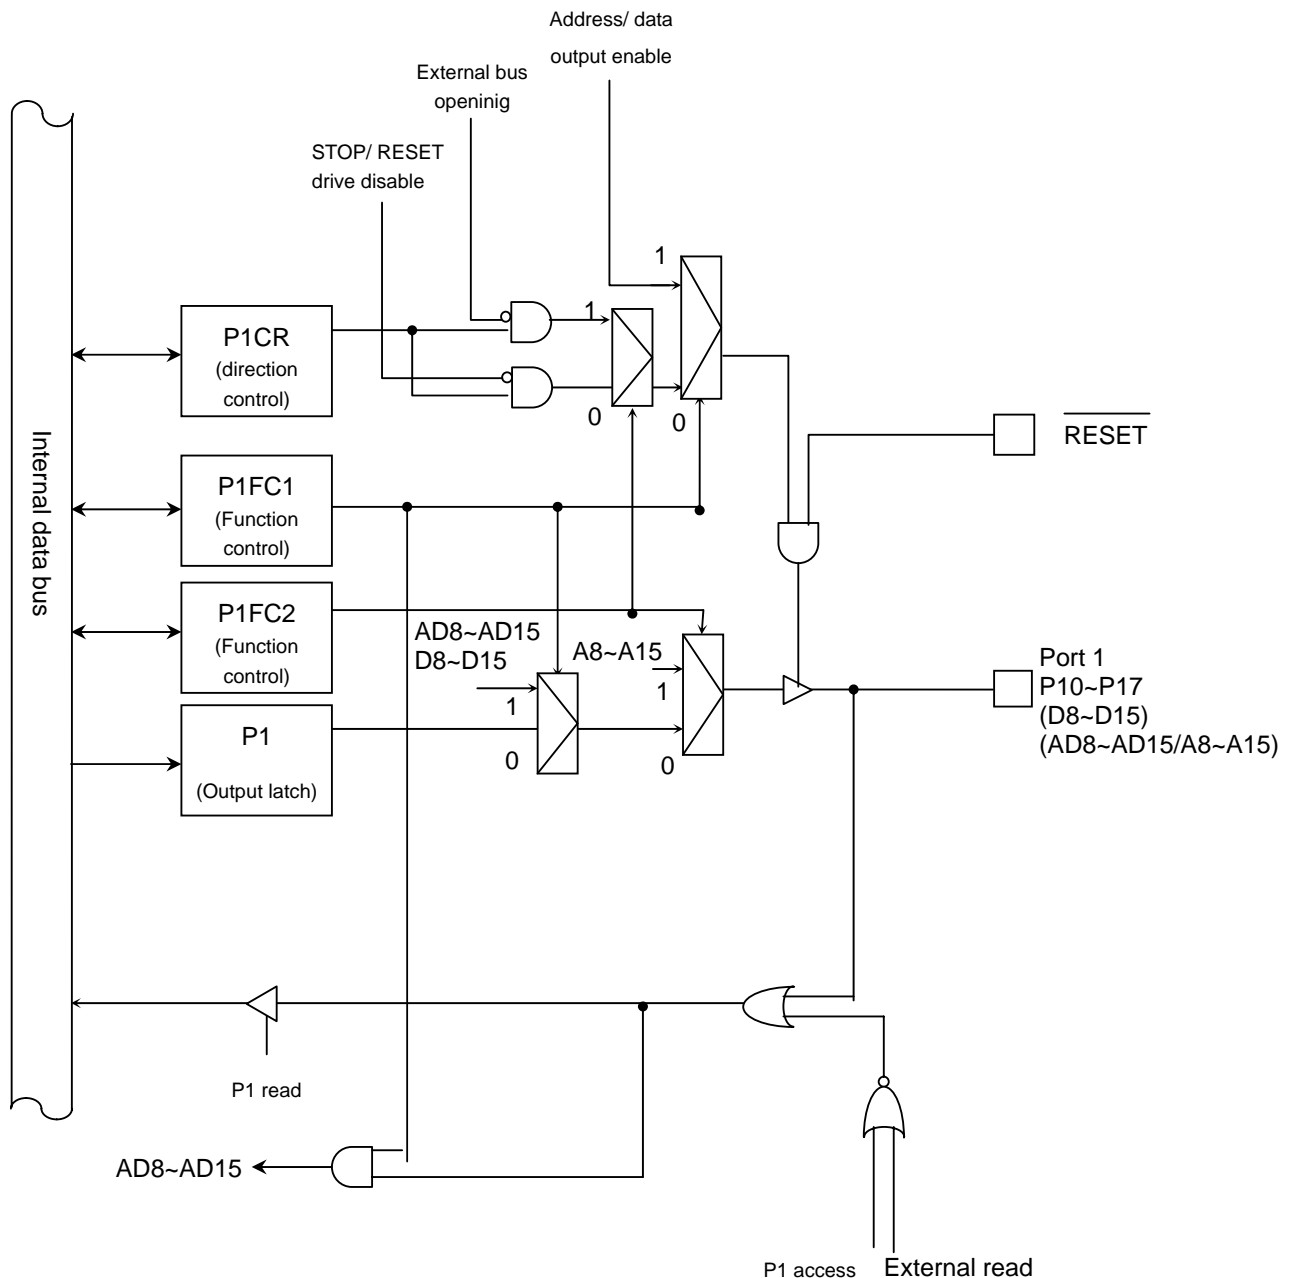 Address/ data
output enable
External bus
openinig
STOP/ RESET
drive disable
1
1
P1CR
(direction
control)
0
0
RESET
Internal data bus
P1FC1
(Function
control)
P1FC2
(Function
control)
AD8~AD15
D8~D15
A8~A15
1
1
Port 1
P10~P17
(D8~D15)
(AD8~AD15/A8~A15)
P1
(Output latch)
0
0
P1 read
AD8~AD15
P1 access
External read